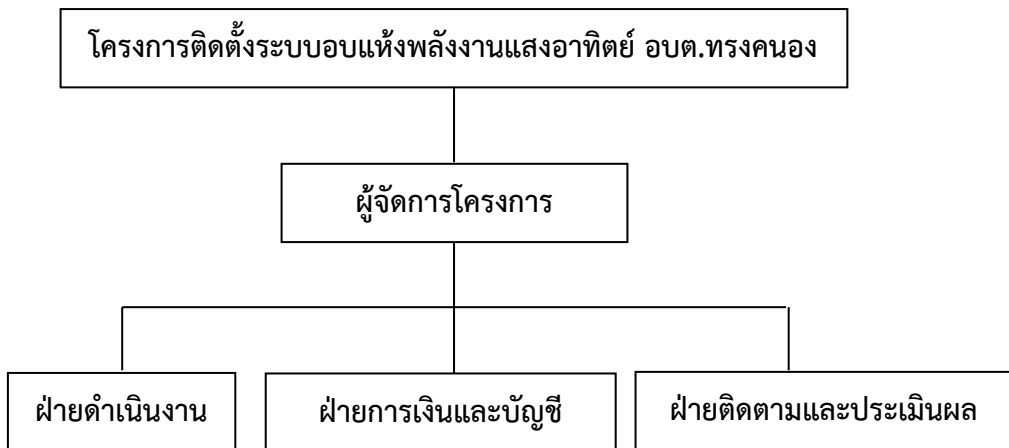 โครงการติดตั้งระบบอบแห้งพลังงานแสงอาทิตย์ อบต.ทรงคนอง
ผู้จัดการโครงการ
ฝ่ายดำเนินงาน
ฝ่ายการเงินและบัญชี
ฝ่ายติดตามและประเมินผล